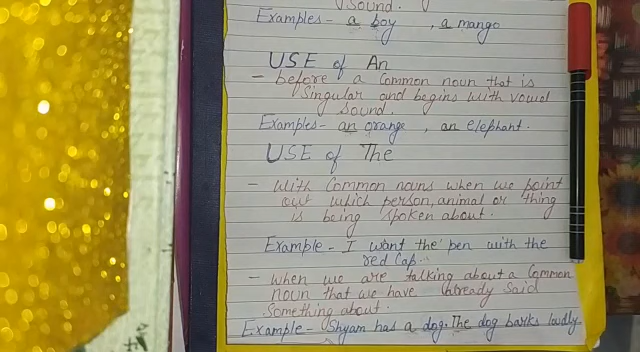 Sound.
Examples- a boy , a mango
USE of An
- before a Common noun that is
Singular and begins with vowel
Sound.
Examples- an orange , an elephant.
USE of The
- with Common nouns when we point
out which person, animal or thing
is being spoken about.
Example - I want the pen with the
red Cap.
- when we are talking about a Common
noun that we have already said
Something about.
Example - Shyam has a dog. The dog barks loudly